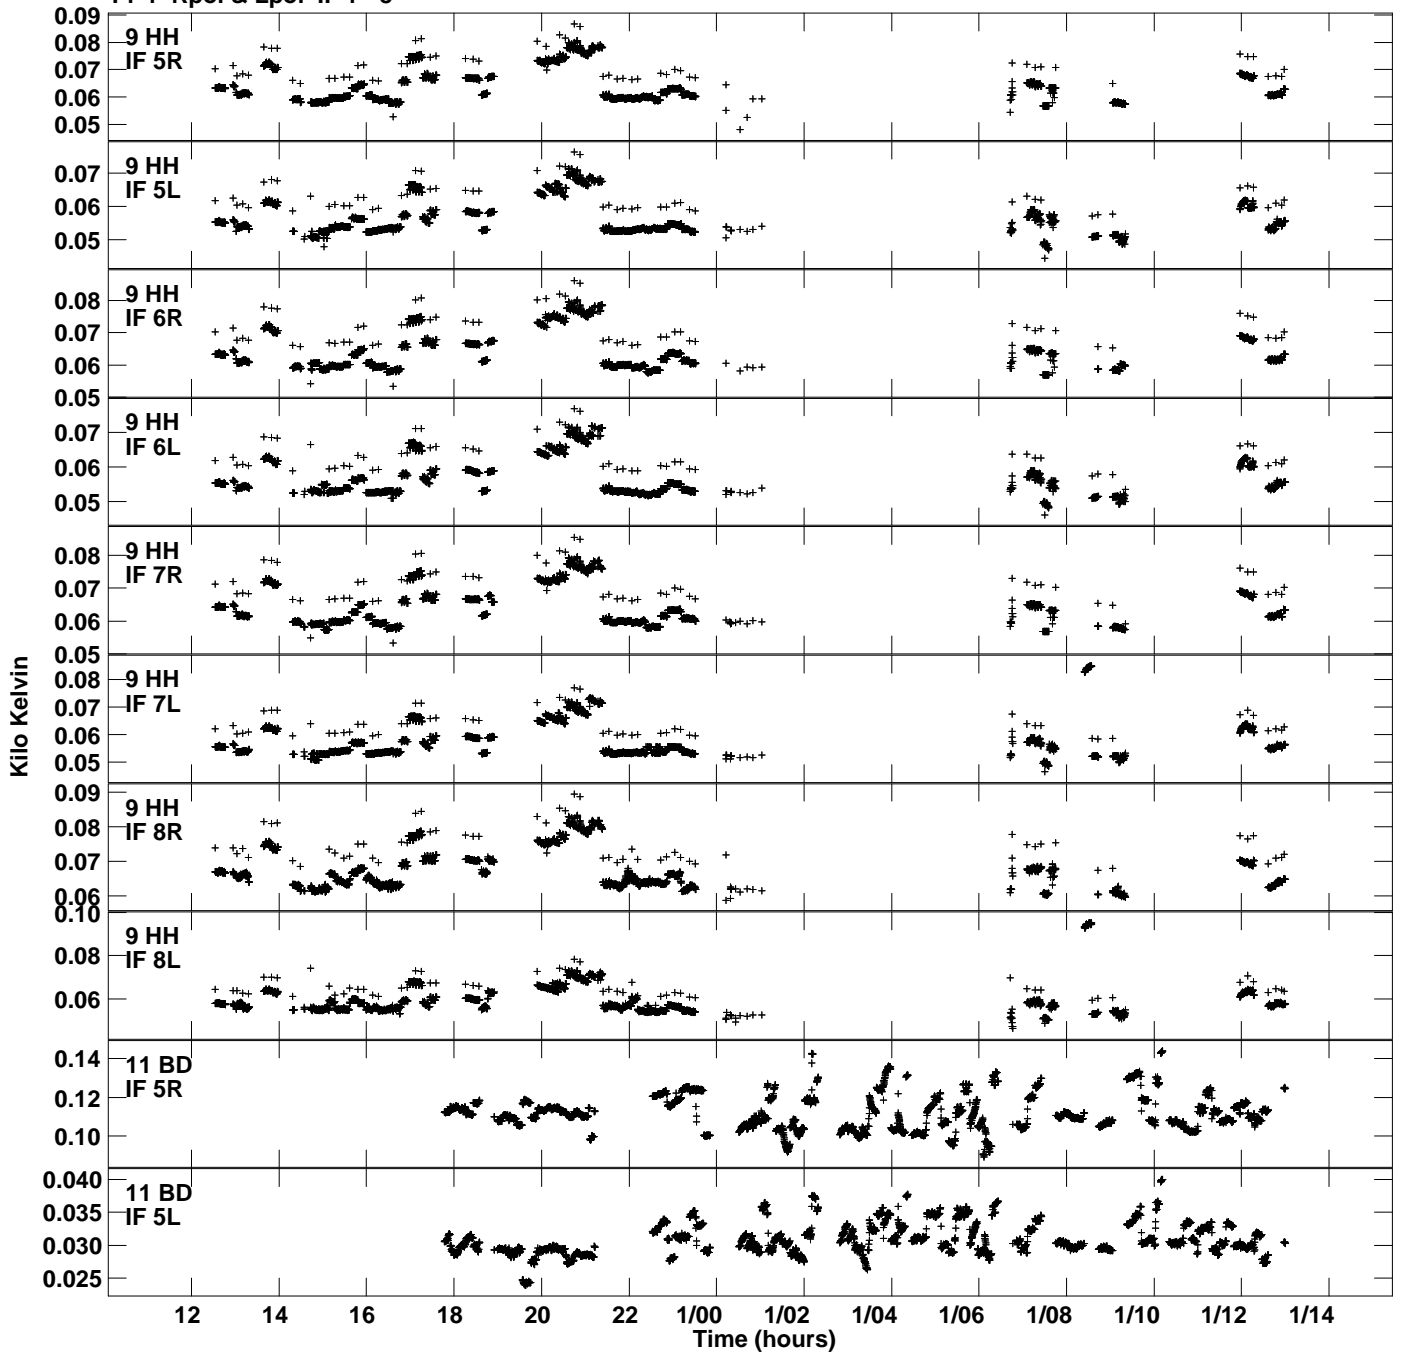 0.09
0.08
0.07
0.06
0.05
9 HH
IF 5R
0.07
0.06
0.05
9 HH
IF 5L
0.08
0.07
0.06
0.05
9 HH
IF 6R
0.07
0.06
0.05
9 HH
IF 6L
0.08
0.07
0.06
0.05
9 HH
IF 7R
0.08
0.07
0.06
0.05
9 HH
IF 7L
0.09
0.08
0.07
0.06
9 HH
IF 8R
0.10
0.08
0.06
9 HH
IF 8L
0.14
0.12
0.10
11 BD
IF 5R
0.040
0.035
0.030
0.025
11 BD
IF 5L
Kilo Kelvin
12 14 16 18 20 22 1/00 1/02 1/04 1/06 1/08 1/10 1/12 1/14
Time (hours)